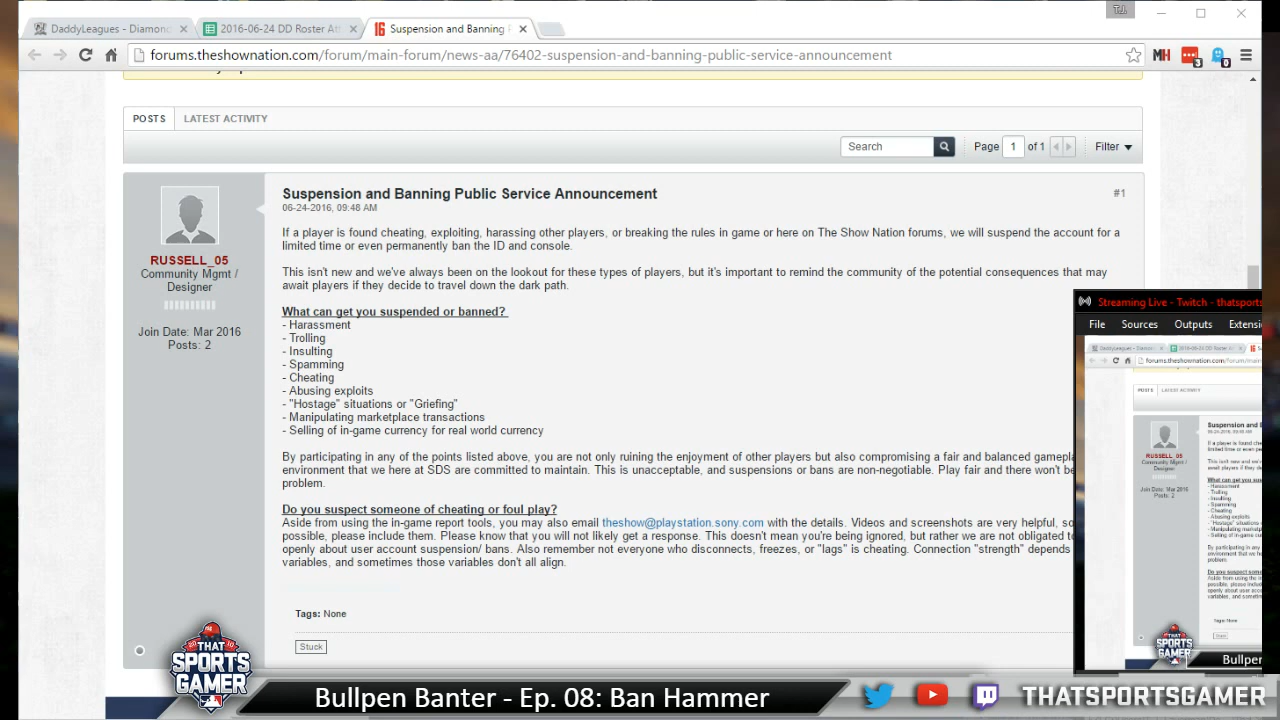 TJ
DaddyLeagues - Diamond
2016-06-24 DD Roster Att
Suspension and Banning P
forums.theshownation.com/forum/main-forum/news-aa/76402-suspension-and-banning-public-service-announcement
MH
3
0
POSTS
LATEST ACTIVITY
Search
Page 1 of 1
Filter
Suspension and Banning Public Service Announcement
#1
06-24-2016, 09:48 AM
RUSSELL_05
Community Mgmt /
Designer
Join Date: Mar 2016
Posts: 2
If a player is found cheating, exploiting, harassing other players, or breaking the rules in game or here on The Show Nation forums, we will suspend the account for a
limited time or even permanently ban the ID and console.
This isn't new and we've always been on the lookout for these types of players, but it's important to remind the community of the potential consequences that may
await players if they decide to travel down the dark path.
What can get you suspended or banned?
- Harassment
- Trolling
- Insulting
- Spamming
- Cheating
- Abusing exploits
- "Hostage" situations or "Griefing"
- Manipulating marketplace transactions
- Selling of in-game currency for real world currency
By participating in any of the points listed above, you are not only ruining the enjoyment of other players but also compromising a fair and balanced gamepla
environment that we here at SDS are committed to maintain. This is unacceptable, and suspensions or bans are non-negotiable. Play fair and there won't be
problem.
Do you suspect someone of cheating or foul play?
Aside from using the in-game report tools, you may also email theshow@playstation.sony.com with the details. Videos and screenshots are very helpful, so
possible, please include them. Please know that you will not likely get a response. This doesn't mean you're being ignored, but rather we are not obligated to
openly about user account suspension/ bans. Also remember not everyone who disconnects, freezes, or "lags" is cheating. Connection "strength" depends
variables, and sometimes those variables don't all align.
Tags: None
Stuck
Streaming Live - Twitch - thatsports
File Sources Outputs Extensi
Bullpen
THAT
SPORTS
GAMER
Bullpen Banter - Ep. 08: Ban Hammer
THATSPORTSGAMER